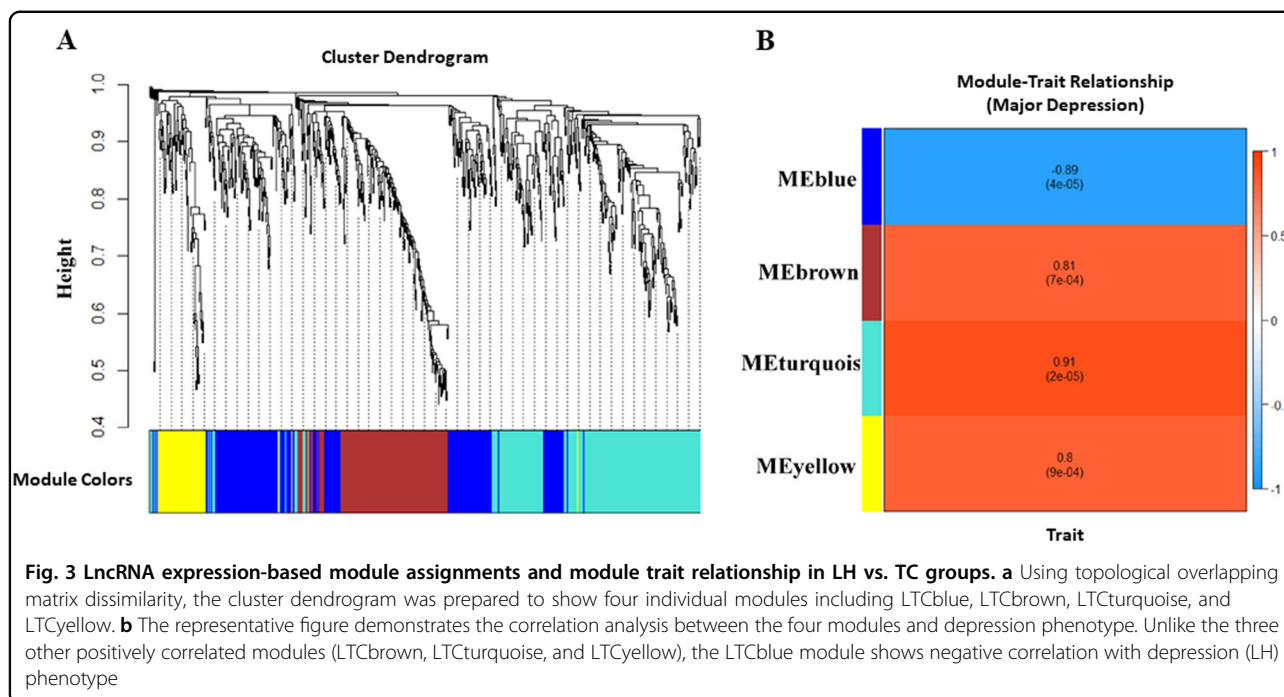 A
Cluster Dendrogram
Height
1.0
0.9
0.8
0.7
0.6
0.5
0.4
Module Colors
B
Module-Trait Relationship
(Major Depression)
MEblue
-0.89
(4e-05)
MEbrown
0.81
(7e-04)
MEturquois
0.91
(2e-05)
MEyellow
0.8
(9e-04)
1
0.5
0
-0.
-1
Trait
Fig. 3 LncRNA expression-based module assignments and module trait relationship in LH vs. TC groups. a Using topological overlapping
matrix dissimilarity, the cluster dendrogram was prepared to show four individual modules including LTCblue, LTCbrown, LTCturquoise, and
LTCyellow. b The representative figure demonstrates the correlation analysis between the four modules and depression phenotype. Unlike the three
other positively correlated modules (LTCbrown, LTCturquoise, and LTCyellow), the LTCblue module shows negative correlation with depression (LH)
phenotype